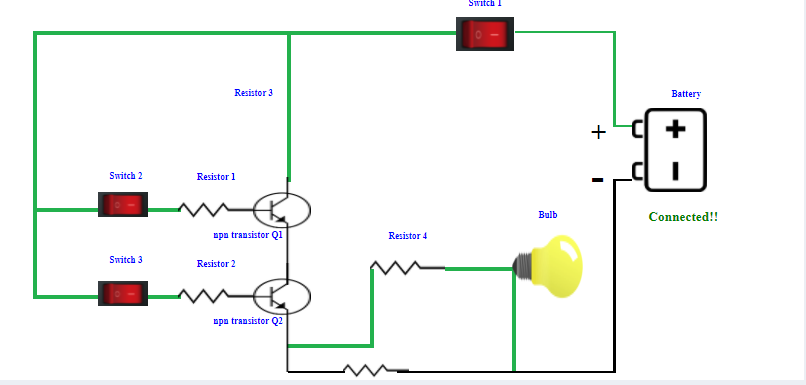 Switch 1
Resistor 3
Battery
+
+
-
Switch 2
Resistor 1
npn transistor Q1
Bulb
Connected!!
Resistor 4
Switch 3
Resistor 2
npn transistor Q2